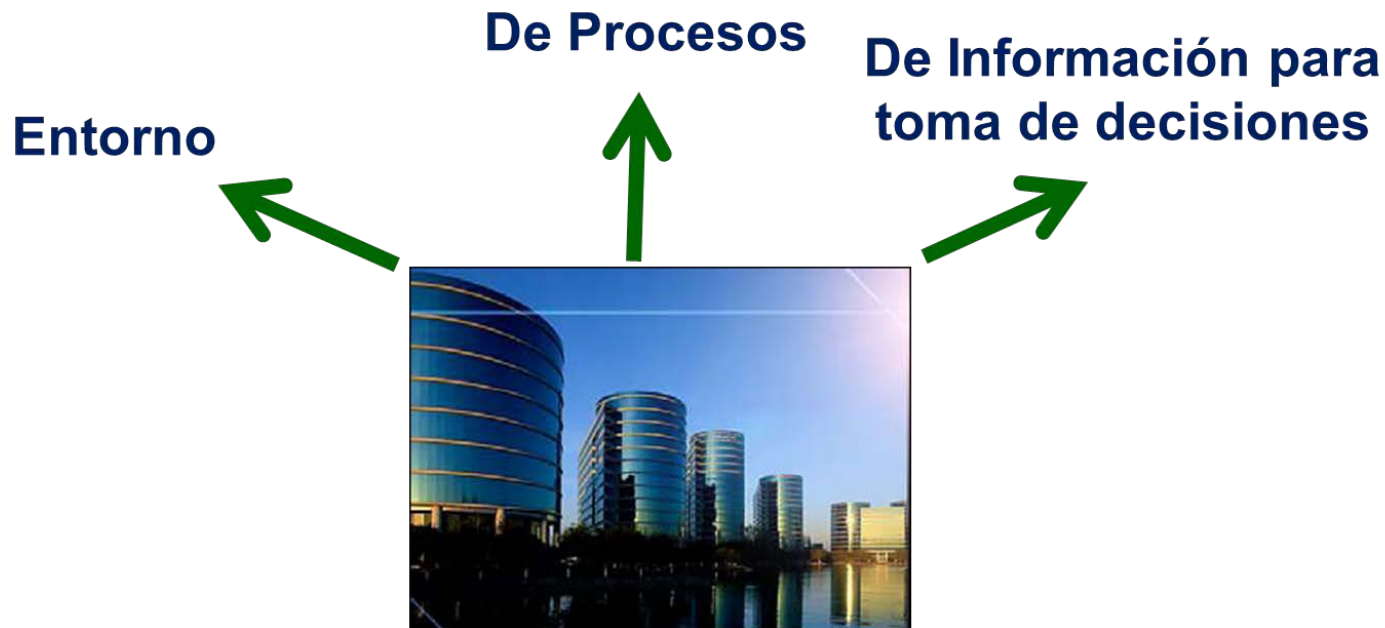 De Procesos
De Información para
toma de decisiones
Entorno